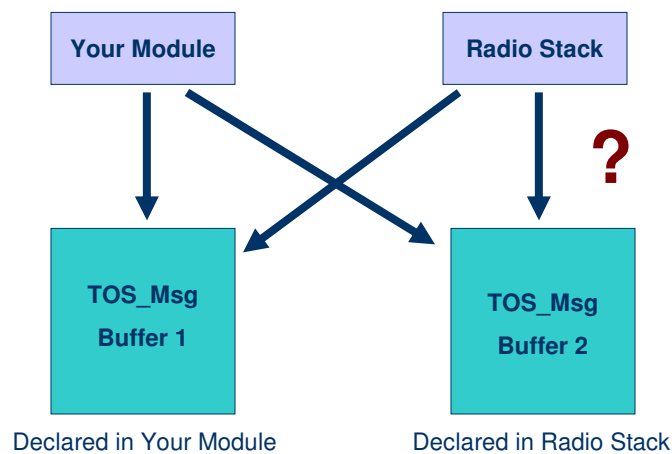 Your Module
Radio Stack
?
TOS_Msg
Buffer 1
TOS_Msg
Buffer 2
Declared in Your Module
Declared in Radio Stack